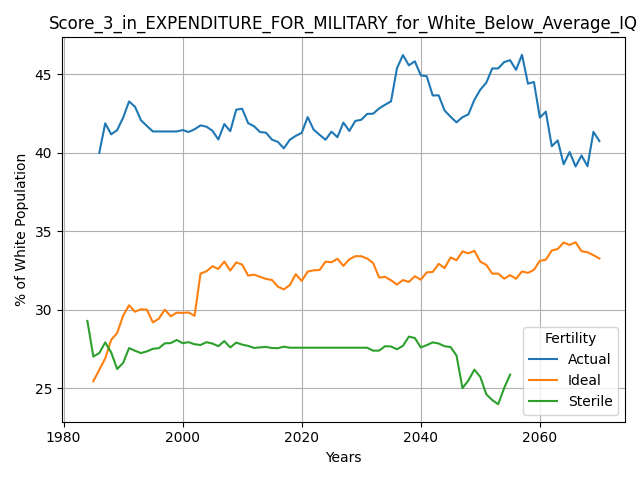 Score_3_in_EXPENDITURE_FOR_MILITARY_for_White_Below_Average_IQ
% of White Population
45
40
35
30
25
1980
2000
2020
2040
2060
Years
Fertility
Actual
Ideal
Sterile